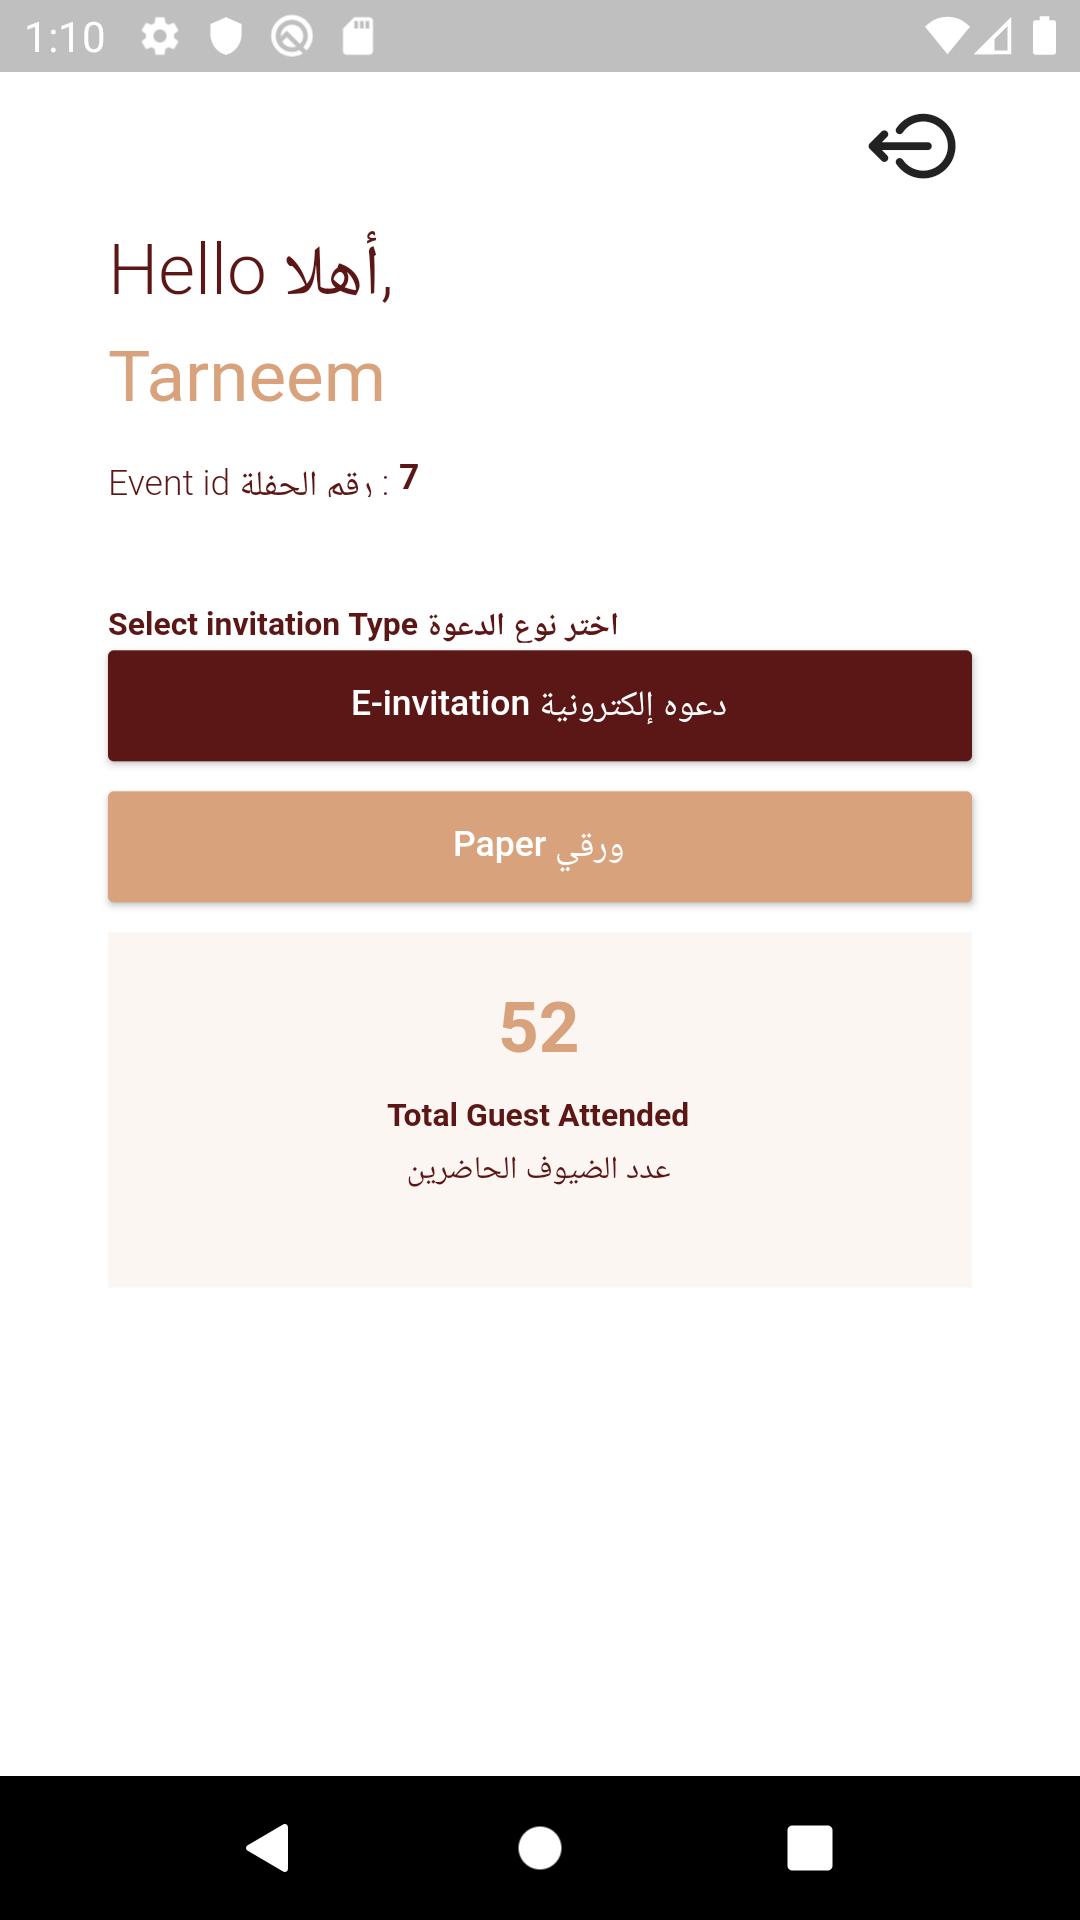 1:10
Hello أهلا,
Tarneem
Event id رقم الحفلة : 7
Select invitation Type اختر نوع الدعوة
E-invitation دعوه إلكترونية
Paper ورقي
52
Total Guest Attended
عدد الضيوف الحاضرين